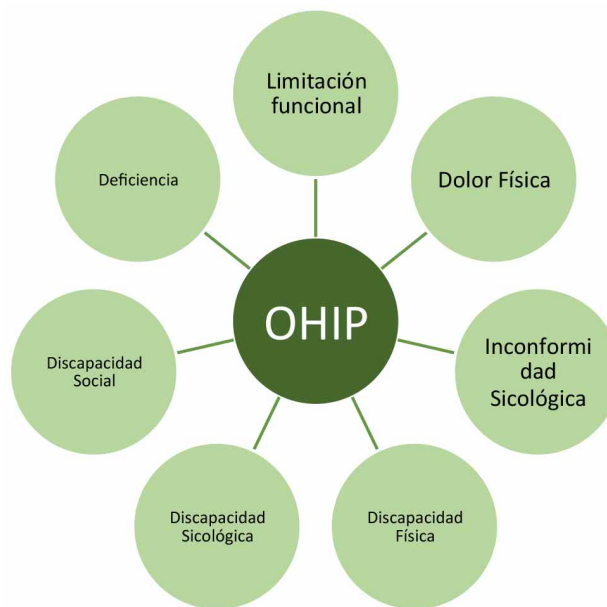 Limitación
funcional
Dolor Física
Inconformi
dad
Sicológica
Discapacidad
Física
Discapacidad
Sicológica
Discapacidad
Social
Deficiencia
OHIP